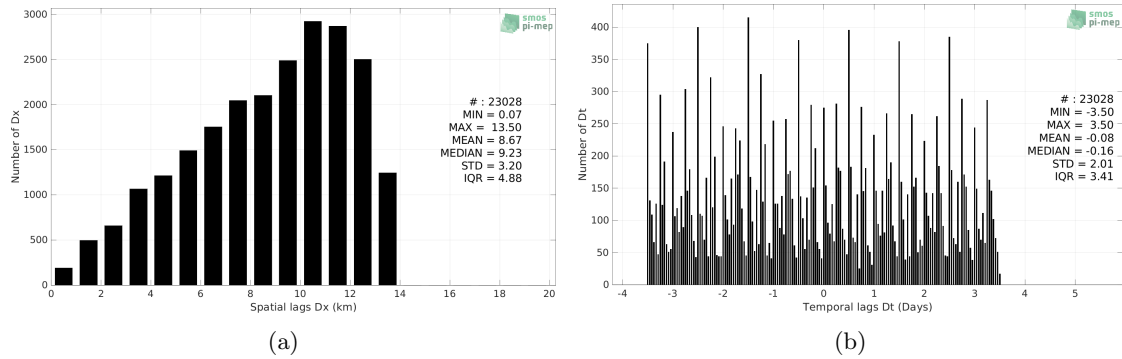 smos
pi-mep
Number of Dx
3000
2500
2000
1500
1000
500
0
# : 23028
MIN = 0.07
MAX = 13.50
MEAN = 8.67
MEDIAN = 9.23
STD = 3.20
IQR = 4.88
0 2 4 6 8 10 12 14 16 18 20
Spatial lags Dx (km)
(a)
smos
pi-mep
Number of Dt
400
350
300
250
200
150
100
50
0
# : 23028
MIN = -3.50
MAX = 3.50
MEAN = -0.08
MEDIAN = -0.16
STD = 2.01
IQR = 3.41
-4 -3 -2 -1 0 1 2 3 4 5
Temporal lags Dt (Days)
(b)